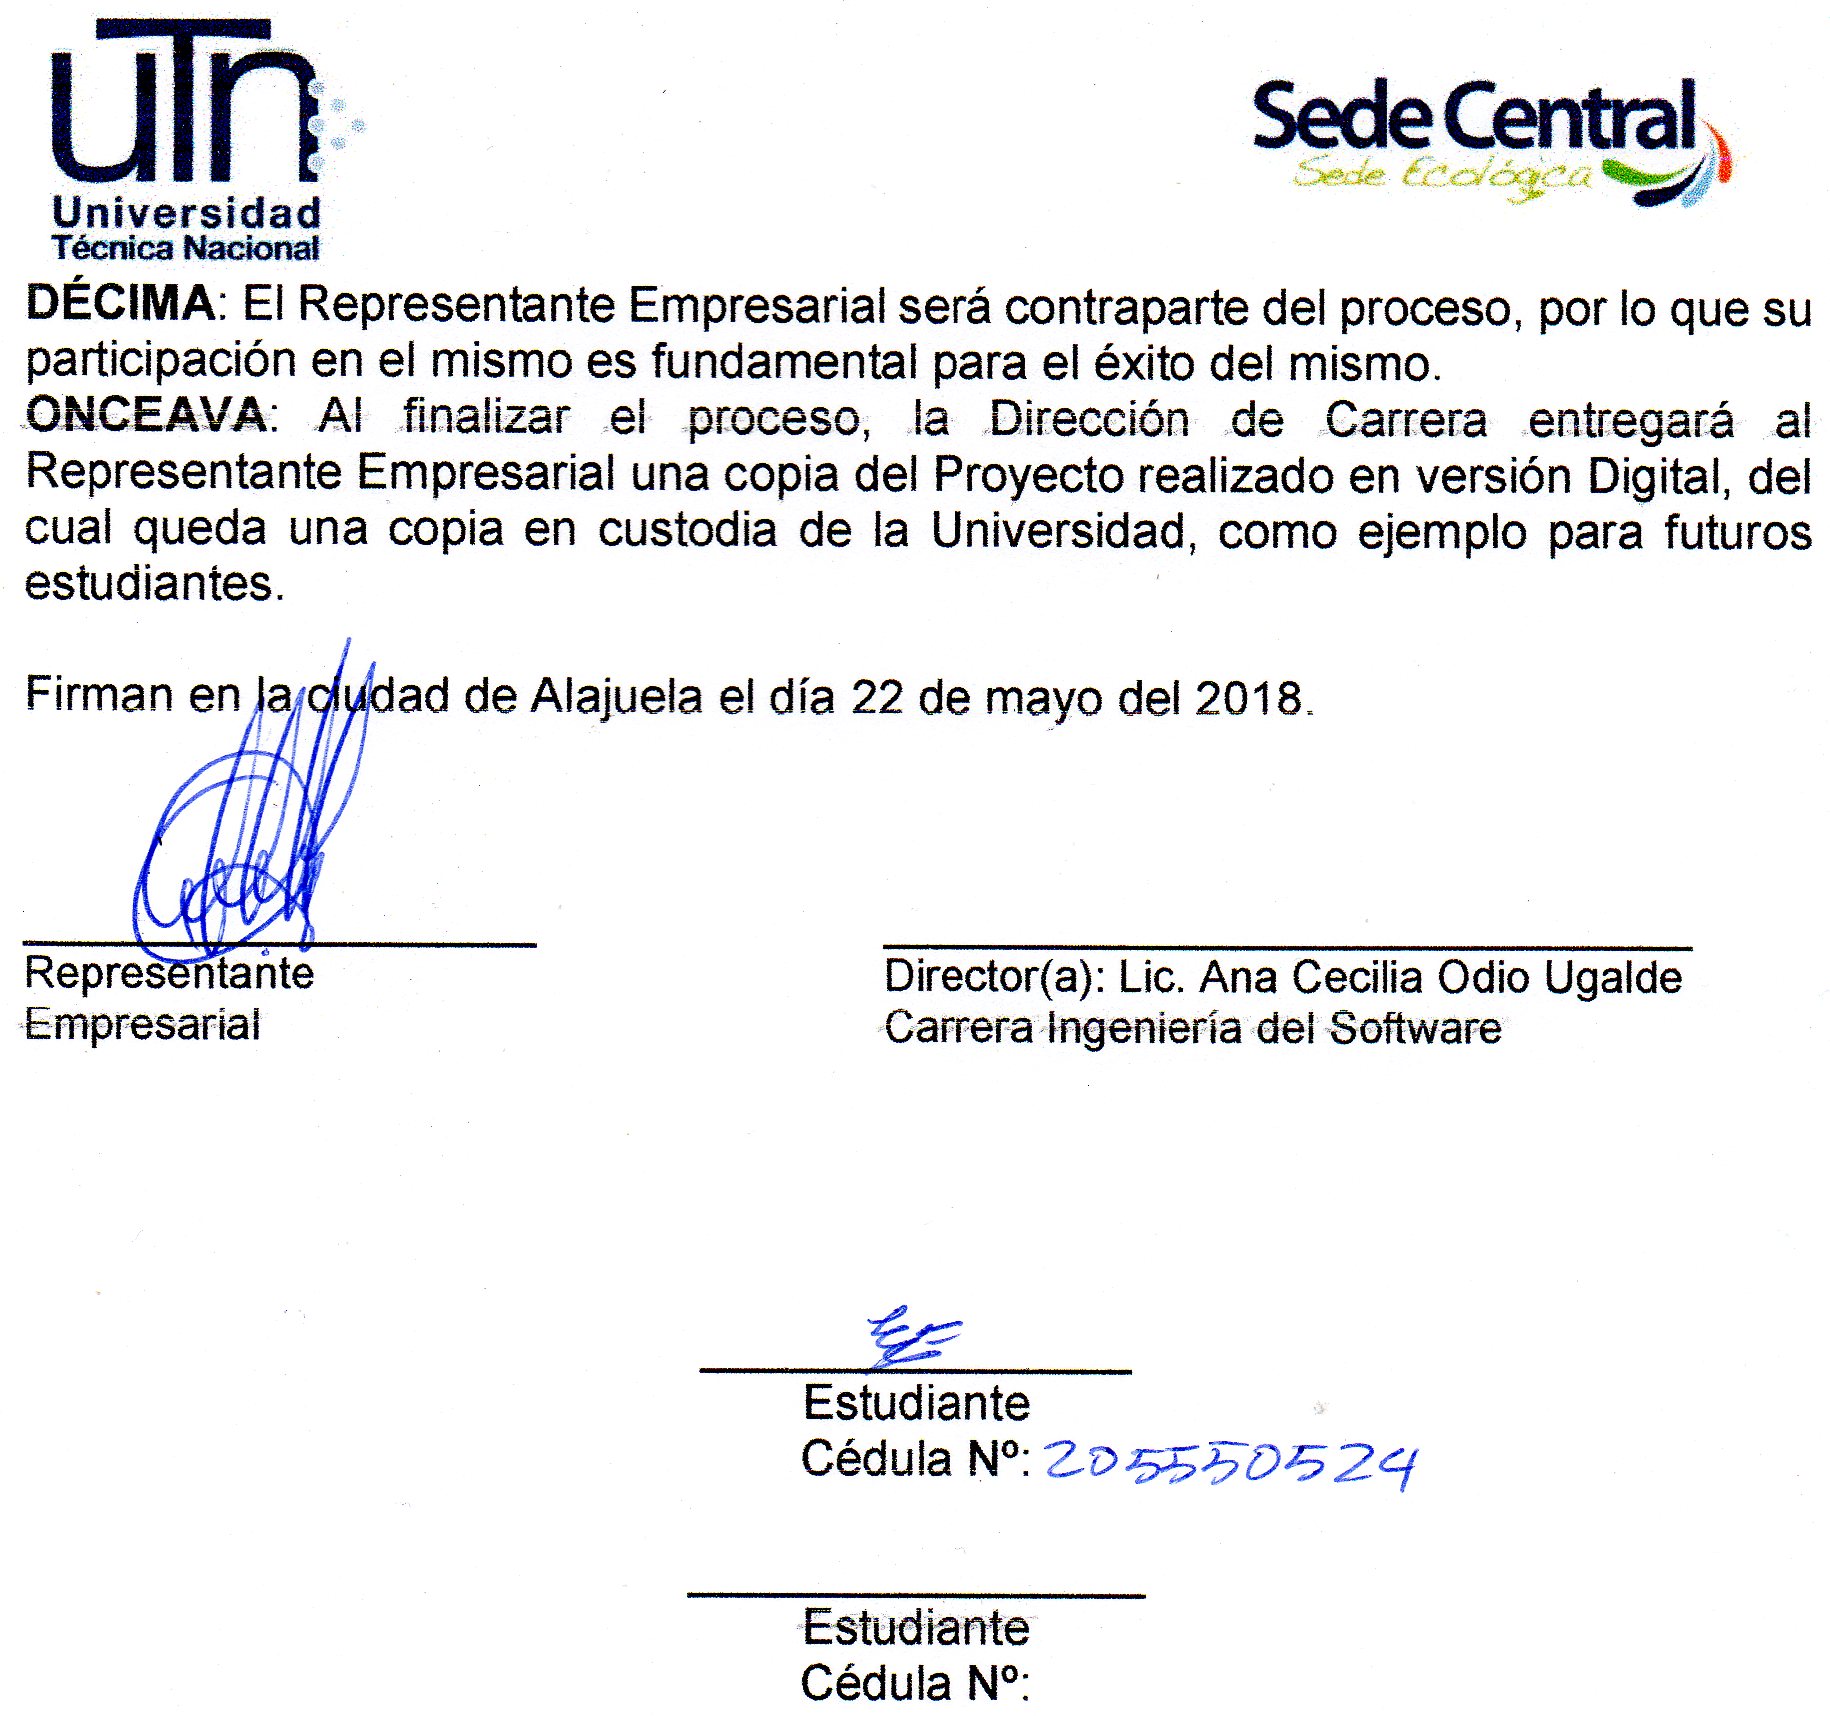 uTn
Universidad
Técnica Nacional
Sede Central
Sede Ecológica
DÉCIMA: El Representante Empresarial será contraparte del proceso, por lo que su
participación en el mismo es fundamental para el éxito del mismo.
ONCEAVA: Al finalizar el proceso, la Dirección de Carrera entregará al
Representante Empresarial una copia del Proyecto realizado en versión Digital, del
cual queda una copia en custodia de la Universidad, como ejemplo para futuros
estudiantes.
Firman en la ciudad de Alajuela el día 22 de mayo del 2018.
Representante
Empresarial
Director(a): Lic. Ana Cecilia Odio Ugalde
Carrera Ingeniería del Software
Estudiante
Cédula Nº: 205550524
Estudiante
Cédula Nº: